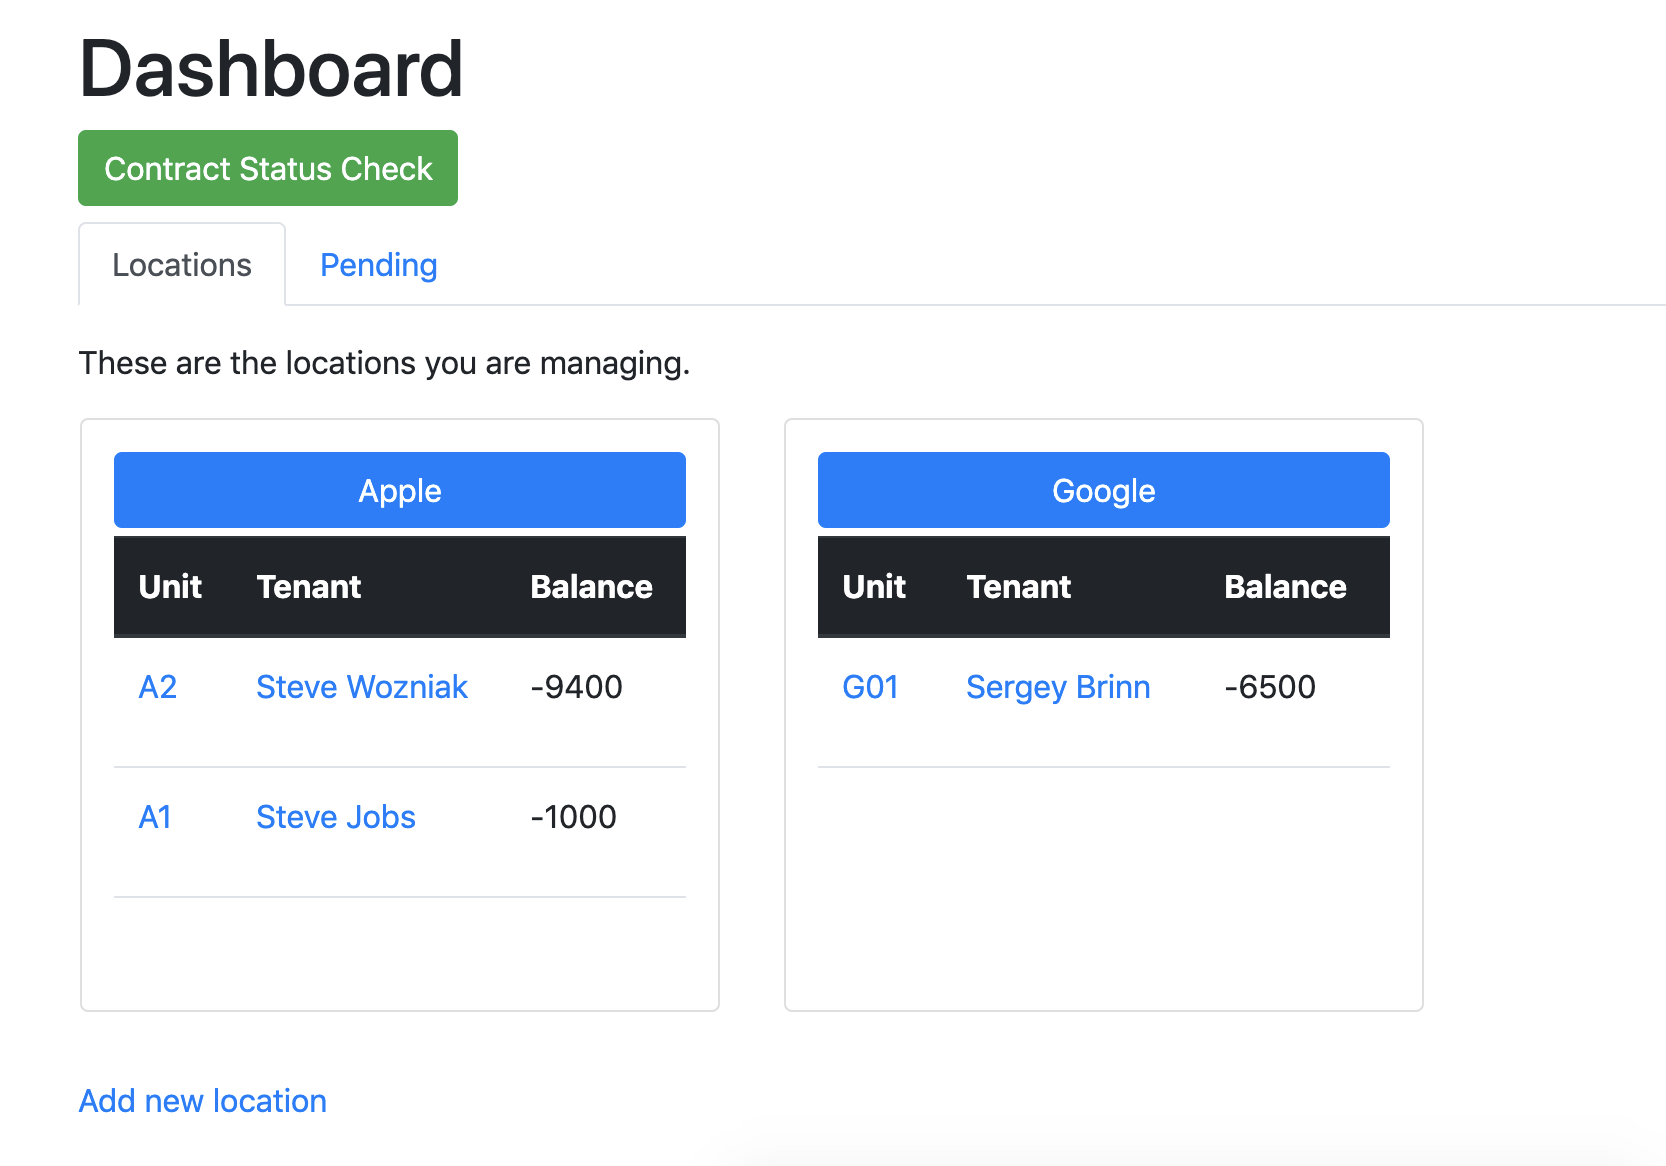 Dashboard
Contract Status Check
Locations Pending
These are the locations you are managing.
Apple
Unit Tenant Balance
A2 Steve Wozniak -9400
A1 Steve Jobs -1000
Google
Unit Tenant Balance
G01 Sergey Brinn -6500
Add new location